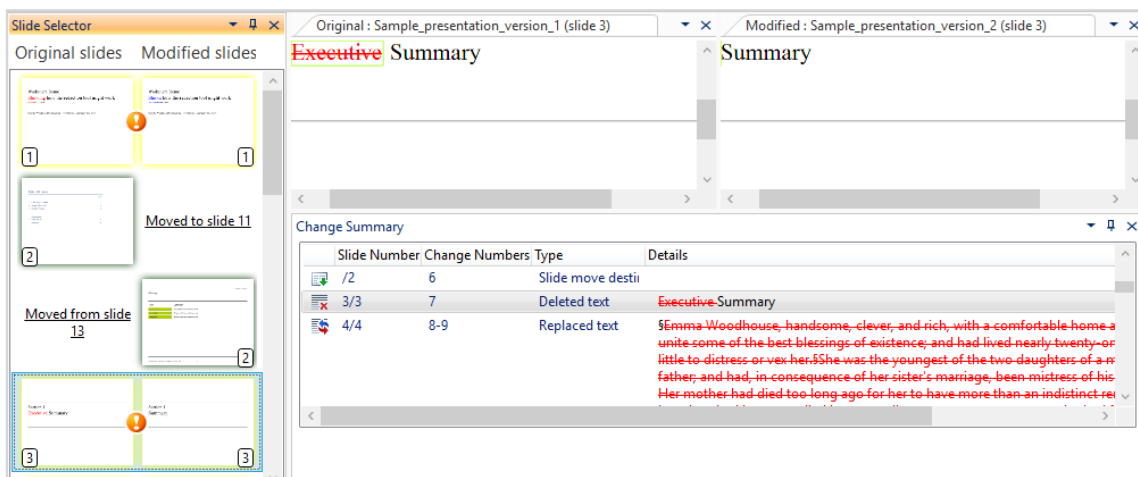 Slide Selector
Original slides Modified slides
1
1
2
Moved to slide 11
Moved from slide
13
2
Executive Summary
Summary
3
3
Original : Sample_presentation_version_1 (slide 3)
Executive Summary
Modified : Sample_presentation_version_2 (slide 3)
Summary
Change Summary
Slide Number Change Numbers Type Details
/2 6 Slide move destii
3/3 7 Deleted text Executive Summary
4/4 8-9 Replaced text §Emma Woodhouse, handsome, clever, and rich, with a comfortable home a
unite some of the best blessings of existence; and had lived nearly twenty-or
little to distress or vex her.§She was the youngest of the two daughters of a m
father; and had, in consequence of her sister's marriage, been mistress of his
Her mother had died too long ago for her to have more than an indistinct re